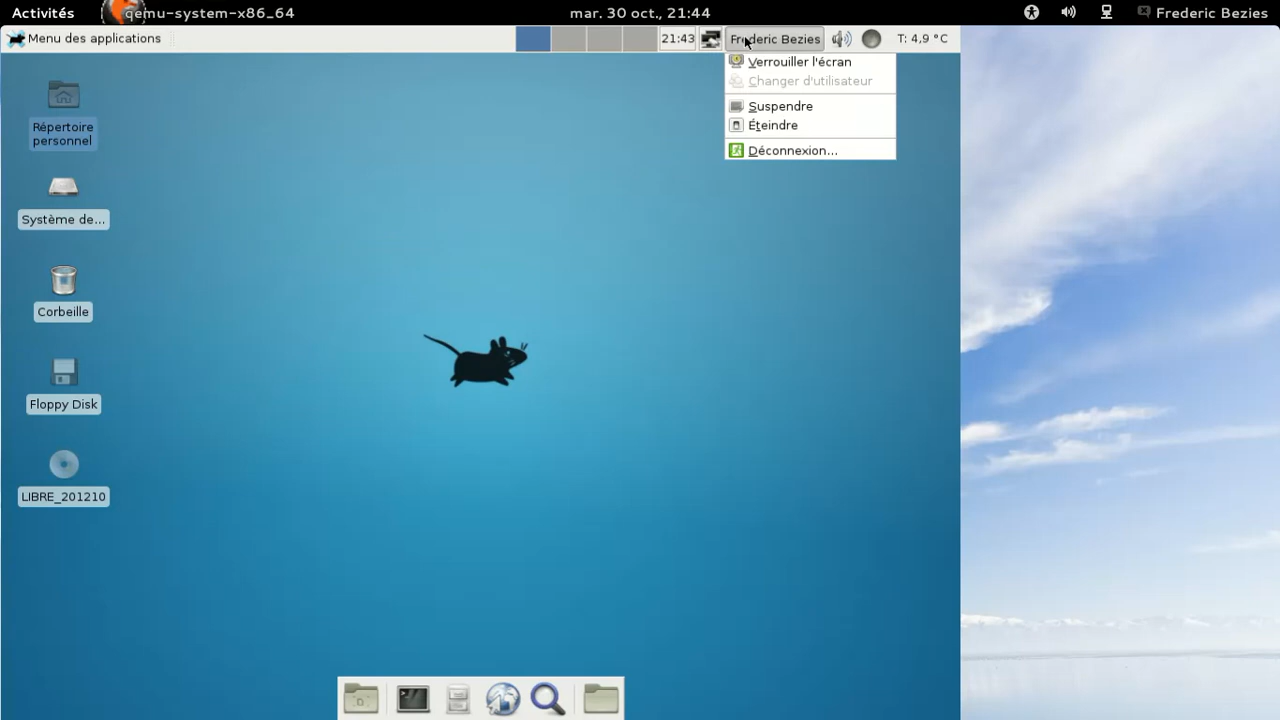 Activités
qemu-system-x86_64
mar. 30 oct., 21:44
Frederic Bezies
Menu des applications
21:43
Frederic Bezies
T: 4,9 °C
Verrouiller l'écran
Changer d'utilisateur
Suspendre
Éteindre
Déconnexion...
Répertoire
personnel
Système de...
Corbeille
Floppy Disk
LIBRE_201210